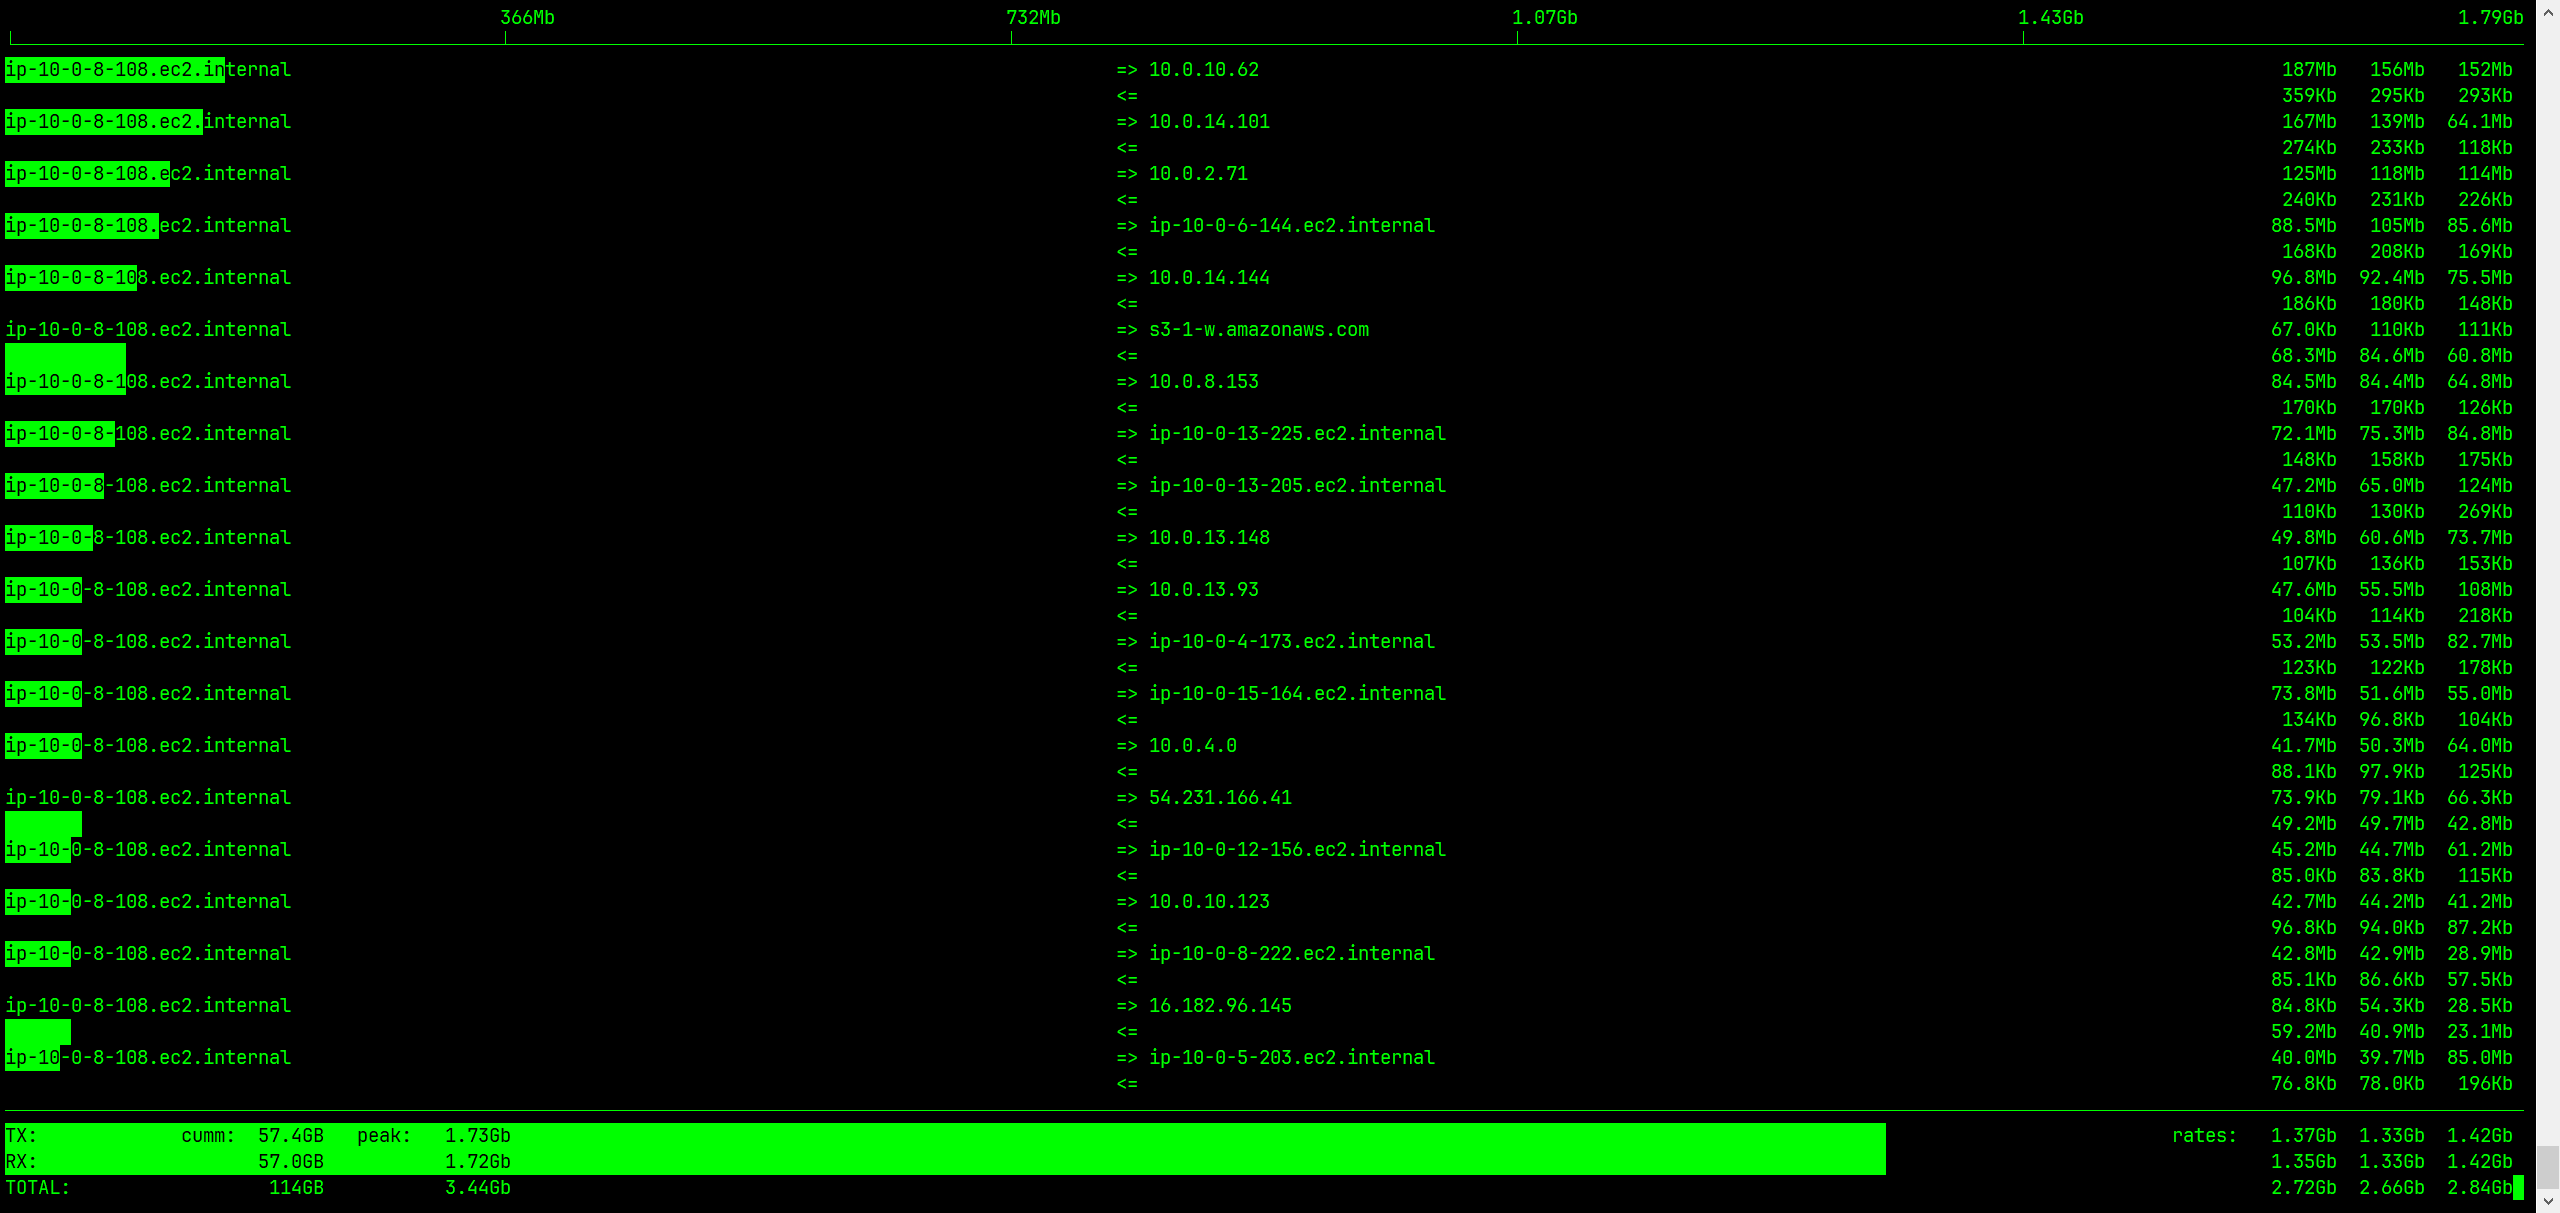 366Mb 732Mb 1.07Gb 1.43Gb 1.79Gb
ip-10-0-8-108.ec2.internal => 10.0.10.62 187Mb 156Mb 152Mb
<= 359Kb 295Kb 293Kb
ip-10-0-8-108.ec2.internal => 10.0.14.101 167Mb 139Mb 64.1Mb
<= 274Kb 233Kb 118Kb
ip-10-0-8-108.ec2.internal => 10.0.2.71 125Mb 118Mb 114Mb
<= 240Kb 231Kb 226Kb
ip-10-0-8-108.ec2.internal => ip-10-0-6-144.ec2.internal 88.5Mb 105Mb 85.6Mb
<= 168Kb 208Kb 169Kb
ip-10-0-8-108.ec2.internal => 10.0.14.144 96.8Mb 92.4Mb 75.5Mb
<= 186Kb 180Kb 148Kb
ip-10-0-8-108.ec2.internal => s3-1-w.amazonaws.com 67.0Kb 110Kb 111Kb
<= 68.3Mb 84.6Mb 60.8Mb
ip-10-0-8-108.ec2.internal => 10.0.8.153 84.5Mb 84.4Mb 64.8Mb
<= 170Kb 170Kb 126Kb
ip-10-0-8-108.ec2.internal => ip-10-0-13-225.ec2.internal 72.1Mb 75.3Mb 84.8Mb
<= 148Kb 158Kb 175Kb
ip-10-0-8-108.ec2.internal => ip-10-0-13-205.ec2.internal 47.2Mb 65.0Mb 124Mb
<= 110Kb 130Kb 269Kb
ip-10-0-8-108.ec2.internal => 10.0.13.148 49.8Mb 60.6Mb 73.7Mb
<= 107Kb 136Kb 153Kb
ip-10-0-8-108.ec2.internal => 10.0.13.93 47.6Mb 55.5Mb 108Mb
<= 104Kb 114Kb 218Kb
ip-10-0-8-108.ec2.internal => ip-10-0-4-173.ec2.internal 53.2Mb 53.5Mb 82.7Mb
<= 123Kb 122Kb 178Kb
ip-10-0-8-108.ec2.internal => ip-10-0-15-164.ec2.internal 73.8Mb 51.6Mb 55.0Mb
<= 134Kb 96.8Kb 104Kb
ip-10-0-8-108.ec2.internal => 10.0.4.0 41.7Mb 50.3Mb 64.0Mb
<= 88.1Kb 97.9Kb 125Kb
ip-10-0-8-108.ec2.internal => 54.231.166.41 73.9Kb 79.1Kb 66.3Kb
<= 49.2Mb 49.7Mb 42.8Mb
ip-10-0-8-108.ec2.internal => ip-10-0-12-156.ec2.internal 45.2Mb 44.7Mb 61.2Mb
<= 85.0Kb 83.8Kb 115Kb
ip-10-0-8-108.ec2.internal => 10.0.10.123 42.7Mb 44.2Mb 41.2Mb
<= 96.8Kb 94.0Kb 87.2Kb
ip-10-0-8-108.ec2.internal => ip-10-0-8-222.ec2.internal 42.8Mb 42.9Mb 28.9Mb
<= 85.1Kb 86.6Kb 57.5Kb
ip-10-0-8-108.ec2.internal => 16.182.96.145 84.8Kb 54.3Kb 28.5Kb
<= 59.2Mb 40.9Mb 23.1Mb
ip-10-0-8-108.ec2.internal => ip-10-0-5-203.ec2.internal 40.0Mb 39.7Mb 85.0Mb
<= 76.8Kb 78.0Kb 196Kb
TX: cumm: 57.4GB peak: 1.73Gb rates: 1.37Gb 1.33Gb 1.42Gb
RX: 57.0GB 1.72Gb 1.35Gb 1.33Gb 1.42Gb
TOTAL: 114GB 3.44Gb 2.72Gb 2.66Gb 2.84Gb